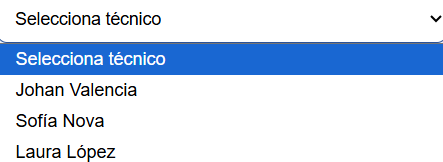 Selecciona técnico
Selecciona técnico
Johan Valencia
Sofía Nova
Laura López